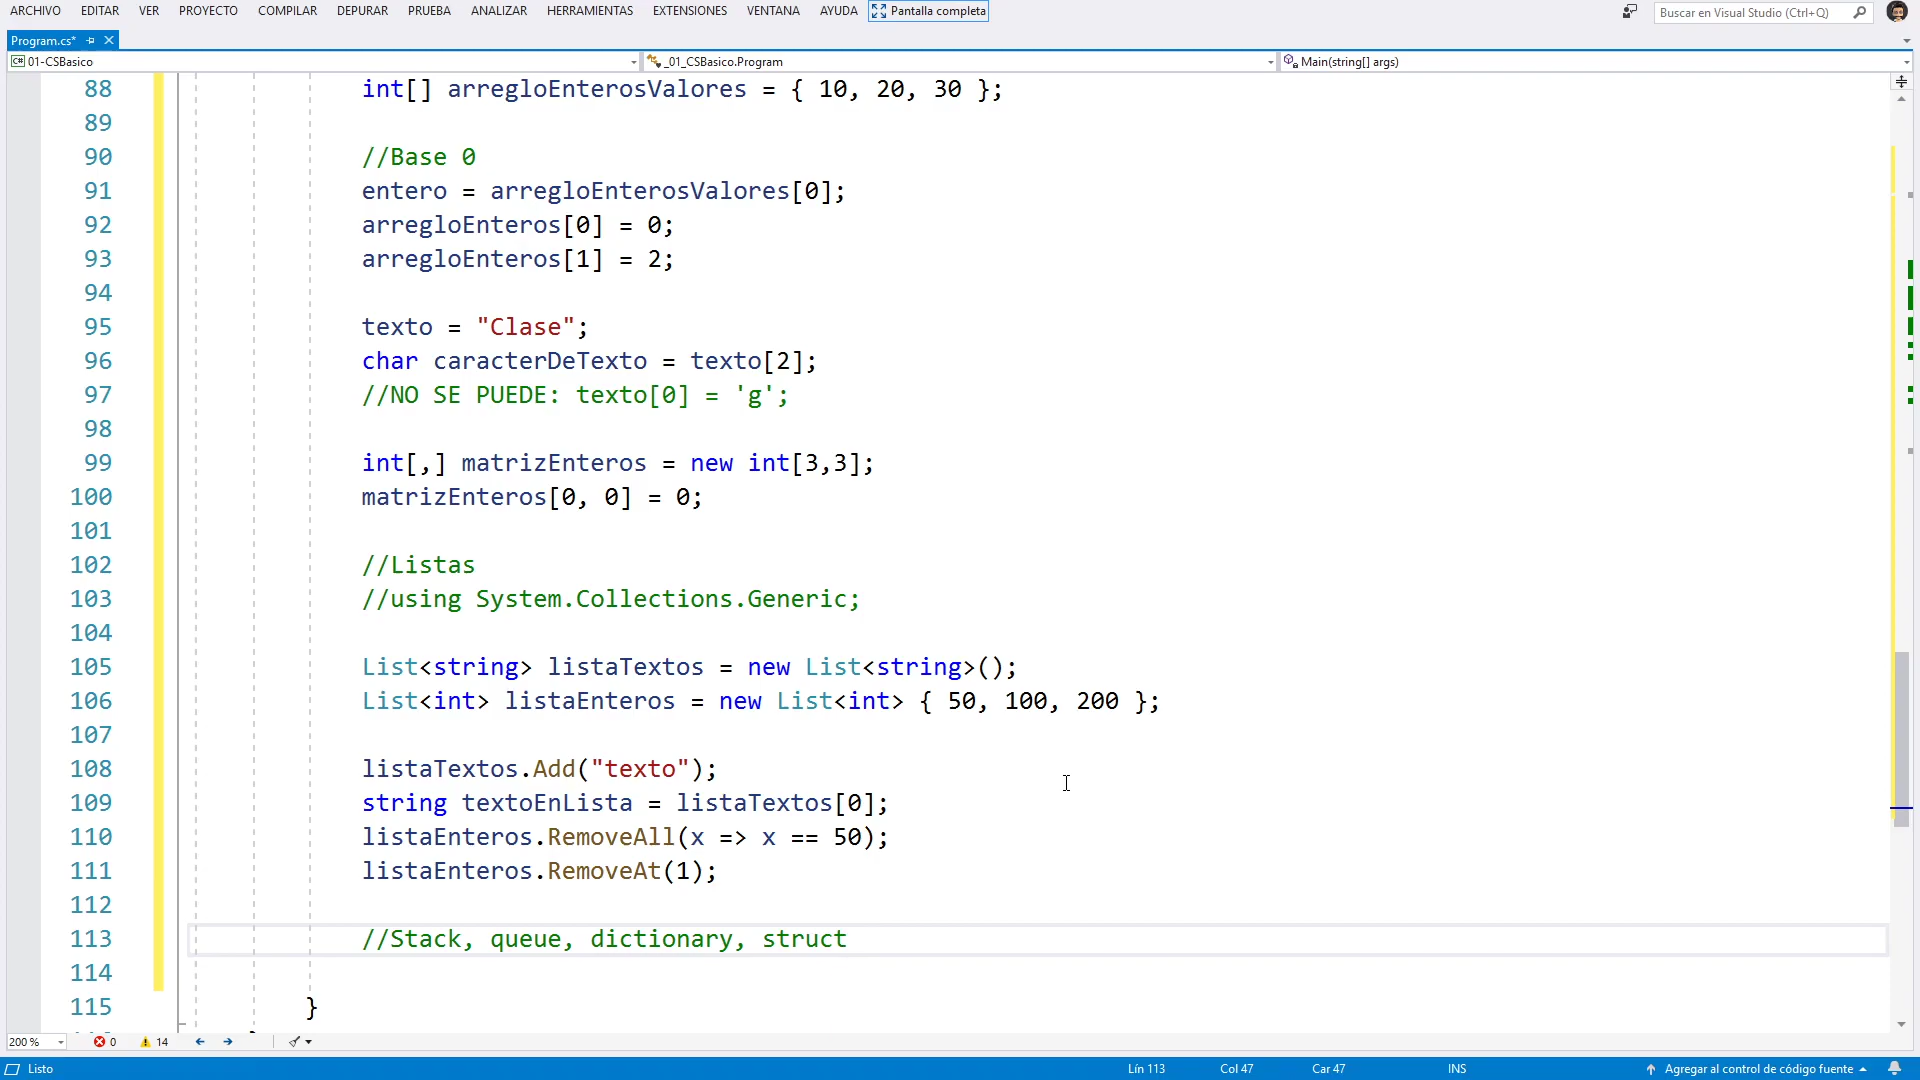 ARCHIVO EDITAR VER PROYECTO COMPILAR DEPURAR PRUEBA ANALIZAR HERRAMIENTAS EXTENSIONES VENTANA AYUDA Pantalla completa Buscar en Visual Studio (Ctrl+Q)
Program.cs*
C# 01-CSBasico _01_CSBasico.Program Main(string[] args)
88 int[] arregloEnterosValores = { 10, 20, 30 };
89
90 //Base 0
91 entero = arregloEnterosValores[0];
92 arregloEnteros[0] = 0;
93 arregloEnteros[1] = 2;
94
95 texto = "Clase";
96 char caracterDeTexto = texto[2];
97 //NO SE PUEDE: texto[0] = 'g';
98
99 int[,] matrizEnteros = new int[3,3];
100 matrizEnteros[0, 0] = 0;
101
102 //Listas
103 //using System.Collections.Generic;
104
105 List<string> listaTextos = new List<string>();
106 List<int> listaEnteros = new List<int> { 50, 100, 200 };
107
108 listaTextos.Add("texto");
109 string textoEnLista = listaTextos[0];
110 listaEnteros.RemoveAll(x => x == 50);
111 listaEnteros.RemoveAt(1);
112
113 //Stack, queue, dictionary, struct
114
115 }
200 % 0 14
Listo Lín 113 Col 47 Car 47 INS Agregar al control de código fuente